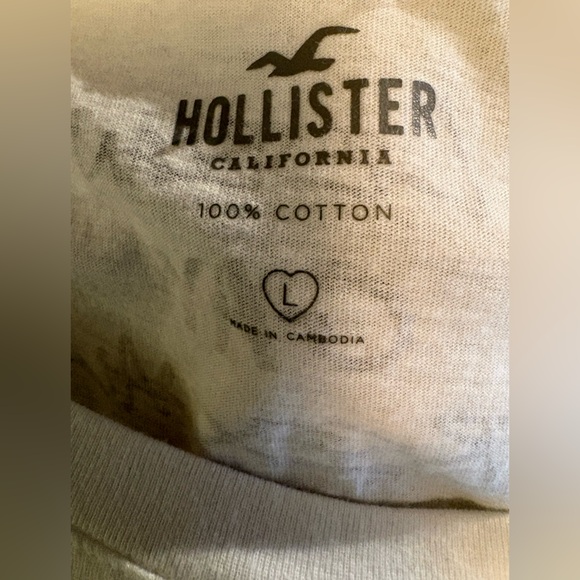 HOLLISTER
CALIFORNIA
100% COTTON
L
MADE IN CAMBODIA